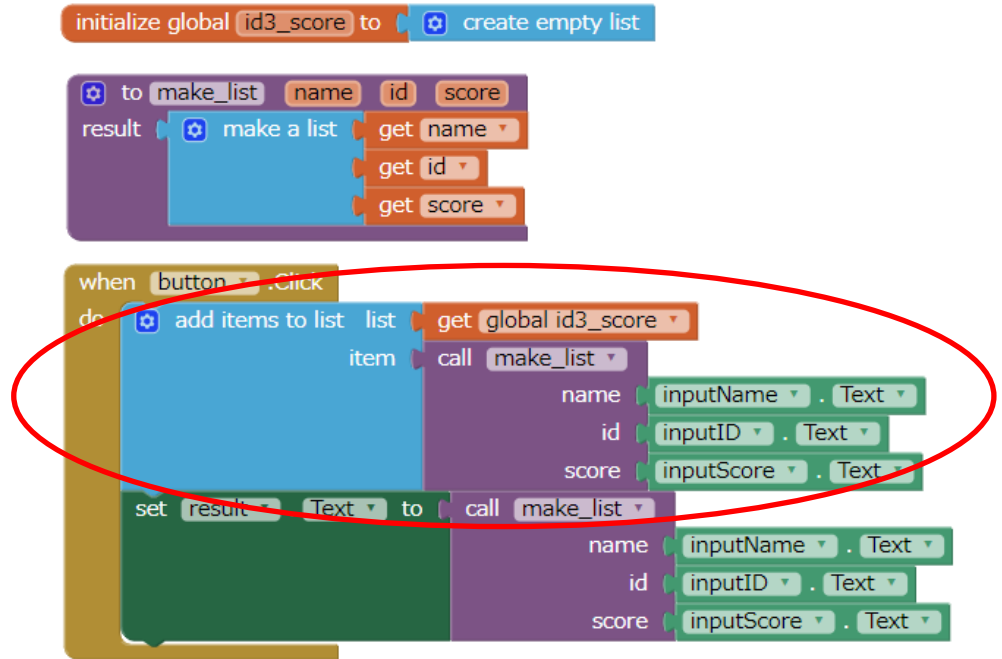 initialize global id3_score to create empty list
to make_list name id score
result make a list get name
get id
get score
when button .Click
do add items to list list get global id3_score
item call make_list
name inputName . Text
id inputID . Text
score inputScore . Text
set result . Text to call make_list
name inputName . Text
id inputID . Text
score inputScore . Text